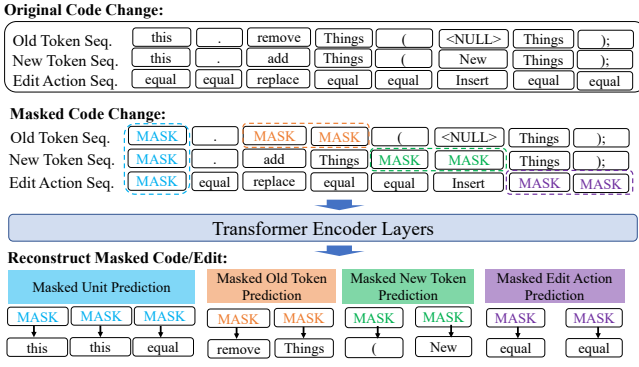 Original Code Change:
Old Token Seq. this . remove Things ( <NULL> Things );
New Token Seq. this . add Things ( New Things );
Edit Action Seq. equal equal replace equal equal Insert equal equal
Masked Code Change:
Old Token Seq. MASK . MASK MASK ( <NULL> Things );
New Token Seq. MASK . add Things MASK MASK Things );
Edit Action Seq. MASK equal replace equal equal Insert MASK MASK
Transformer Encoder Layers
Reconstruct Masked Code/Edit:
Masked Unit Prediction
Masked Old Token
Prediction
Masked New Token
Prediction
Masked Edit Action
Prediction
MASK MASK MASK MASK MASK MASK MASK MASK MASK
this this equal remove Things ( New equal equal